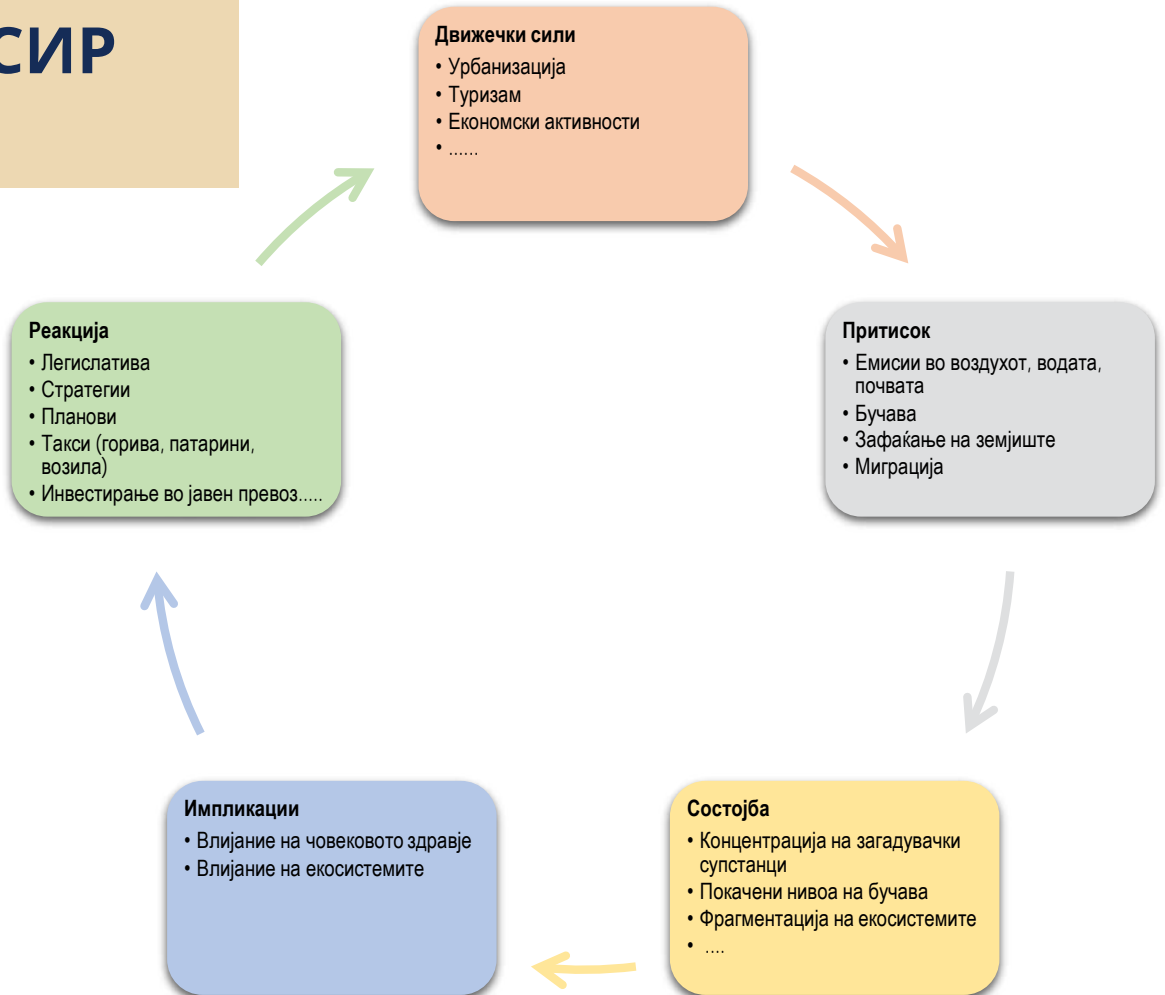 СИР
Движечки сили
• Урбанизација
• Туризам
• Економски активности
• ......
Реакција
• Легислатива
• Стратегии
• Планови
• Такси (горива, патарини,
возила)
• Инвестирање во јавен превоз.....
Притисок
• Емисии во воздухот, водата,
почвата
• Бучава
• Зафаќање на земјиште
• Миграција
Импликации
• Влијание на човековото здравје
• Влијание на екосистемите
Состојба
• Концентрација на загадувачки
супстанци
• Покачени нивоа на бучава
• Фрагментација на екосистемите
• ....